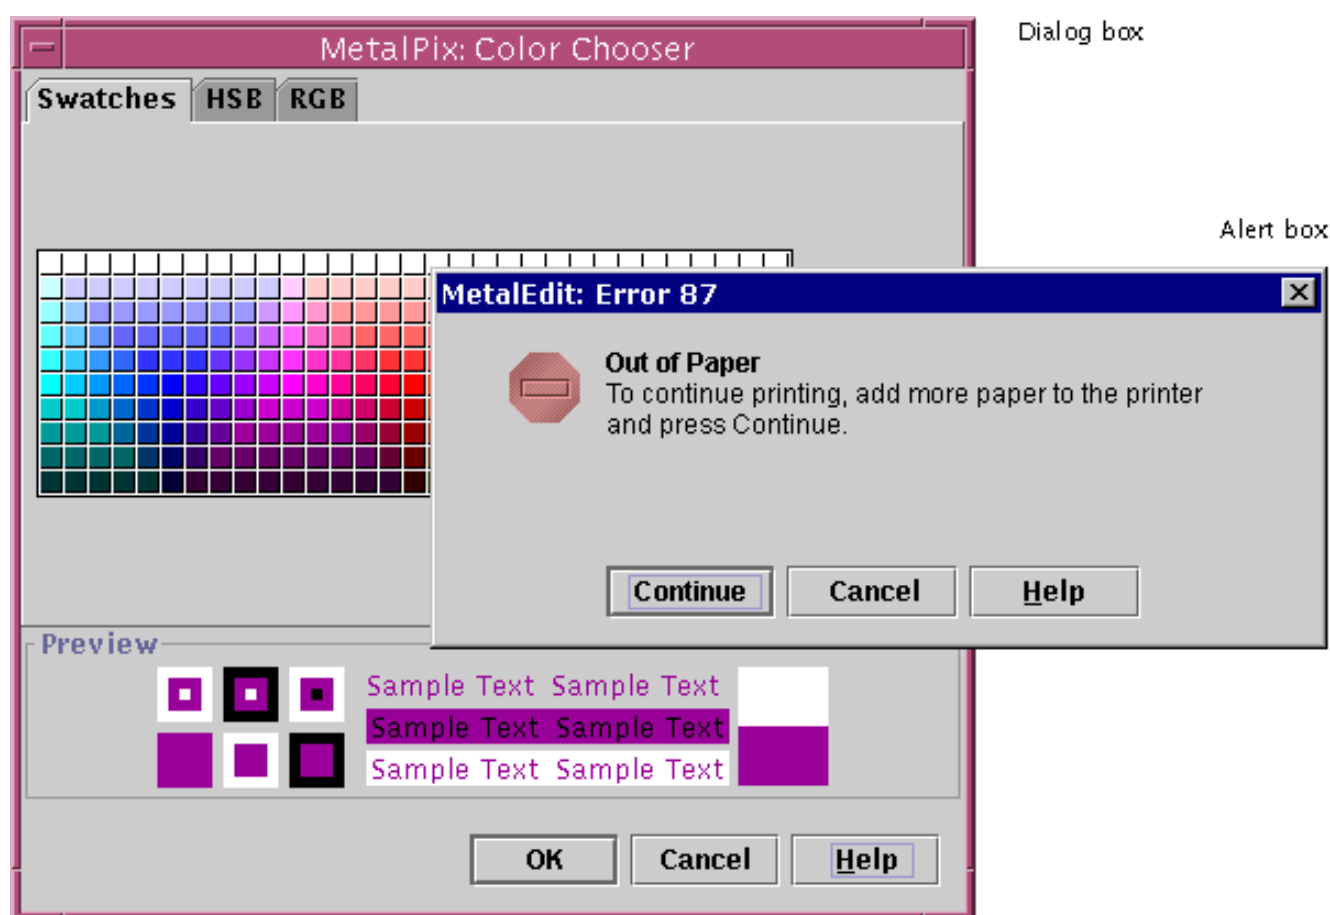 MetalPix: Color Chooser
Dialog box
Swatches HSB RGB
Alert box
MetalEdit: Error 87
Out of Paper
To continue printing, add more paper to the printer
and press Continue.
Continue Cancel Help
Preview
Sample Text Sample Text
Sample Text Sample Text
Sample Text Sample Text
OK Cancel Help